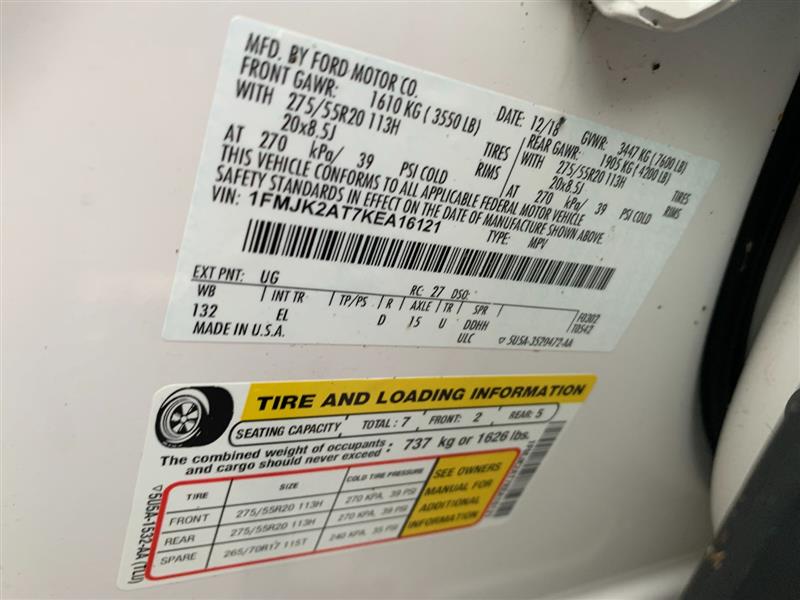 MFD. BY FORD MOTOR CO.
DATE: 12/18 GVWR: 3447 KG (7600 LB)
FRONT GAWR: 1610 KG (3550 LB) REAR GAWR: 1905 KG (4200 LB)
WITH 275/55R20 113H TIRES WITH 275/55R20 113H TIRES
20x8.5J RIMS 20x8.5J RIMS
AT 270 kPa/ 39 PSI COLD AT 270 kPa/ 39 PSI COLD
THIS VEHICLE CONFORMS TO ALL APPLICABLE FEDERAL MOTOR VEHICLE
SAFETY STANDARDS IN EFFECT ON THE DATE OF MANUFACTURE SHOWN ABOVE
VIN: 1FMJK2AT7KEA16121
TYPE: MPV
EXT PNT: UG RC: 27 DSO:
WB INT TR TP/PS R AXLE TR SPR F0302
132 EL D 15 U DDHH T0542
MADE IN U.S.A. ULC ▽ 5U5A-3520472-AA
TIRE AND LOADING INFORMATION
SEATING CAPACITY TOTAL: 7 FRONT: 2 REAR: 5
The combined weight of occupants
and cargo should never exceed : 737 kg or 1626 lbs.
TIRE SIZE COLD TIRE PRESSURE
FRONT 275/55R20 113H 270 KPA, 39 PSI
REAR 275/55R20 113H 270 KPA, 39 PSI
SPARE 265/70R17 115T 240 KPA, 35 PSI
SEE OWNERS
MANUAL FOR
ADDITIONAL
INFORMATION
▽5U5A-1532-AA (TLU)